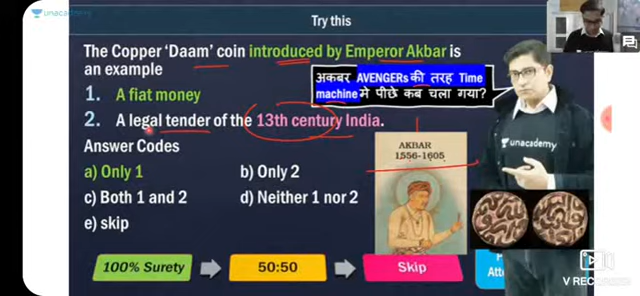 unacademy
Try this
The Copper ‘Daam’ coin introduced by Emperor Akbar is
an example
1. A fiat money
2. A legal tender of the 13th century India.
अकबर AVENGERs की तरह Time
machine मे पीछे कब चला गया?
Answer Codes
a) Only 1
b) Only 2
c) Both 1 and 2
d) Neither 1 nor 2
e) skip
AKBAR
1556-1605
unacademy
100% Surety
50:50
Skip